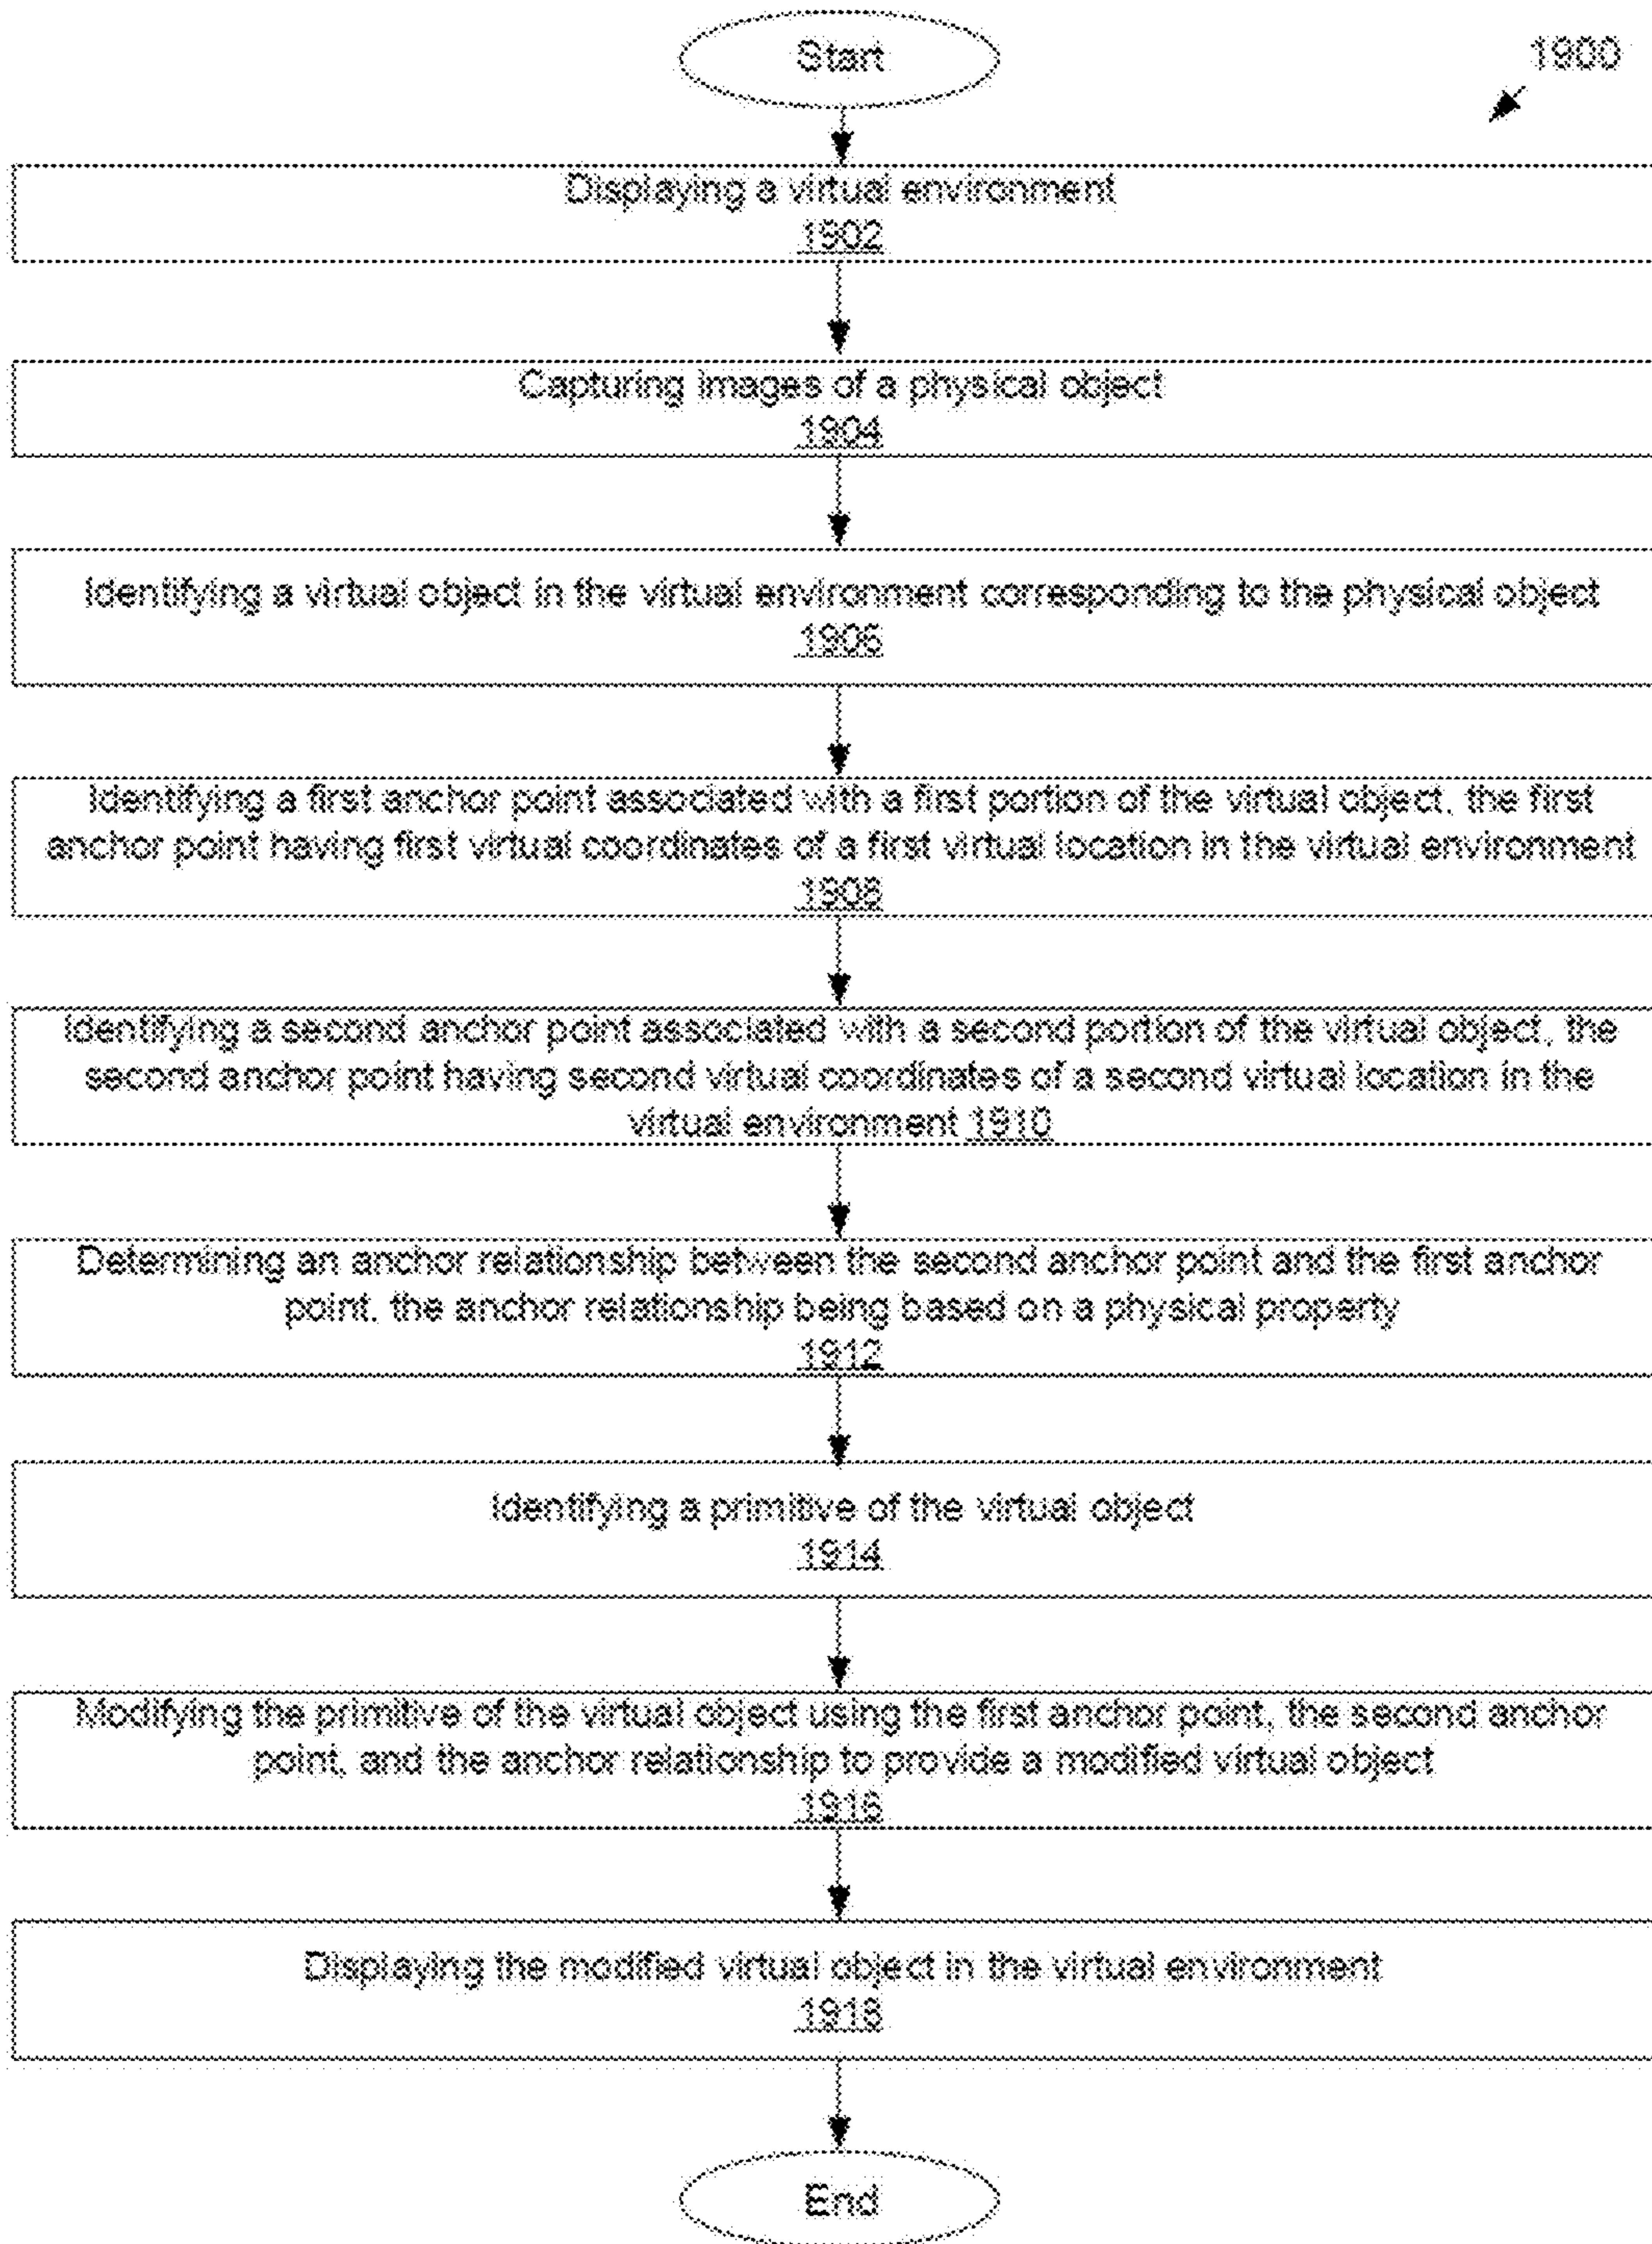 Start
1900
Displaying a virtual environment
1902
Capturing images of a physical object
1904
Identifying a virtual object in the virtual environment corresponding to the physical object
1906
Identifying a first anchor point associated with a first portion of the virtual object, the first
anchor point having first virtual coordinates of a first virtual location in the virtual environment
1908
Identifying a second anchor point associated with a second portion of the virtual object, the
second anchor point having second virtual coordinates of a second virtual location in the
virtual environment 1910
Determining an anchor relationship between the second anchor point and the first anchor
point, the anchor relationship being based on a physical property
1912
Identifying a primitive of the virtual object
1914
Modifying the primitive of the virtual object using the first anchor point, the second anchor
point, and the anchor relationship to provide a modified virtual object
1916
Displaying the modified virtual object in the virtual environment
1918
End